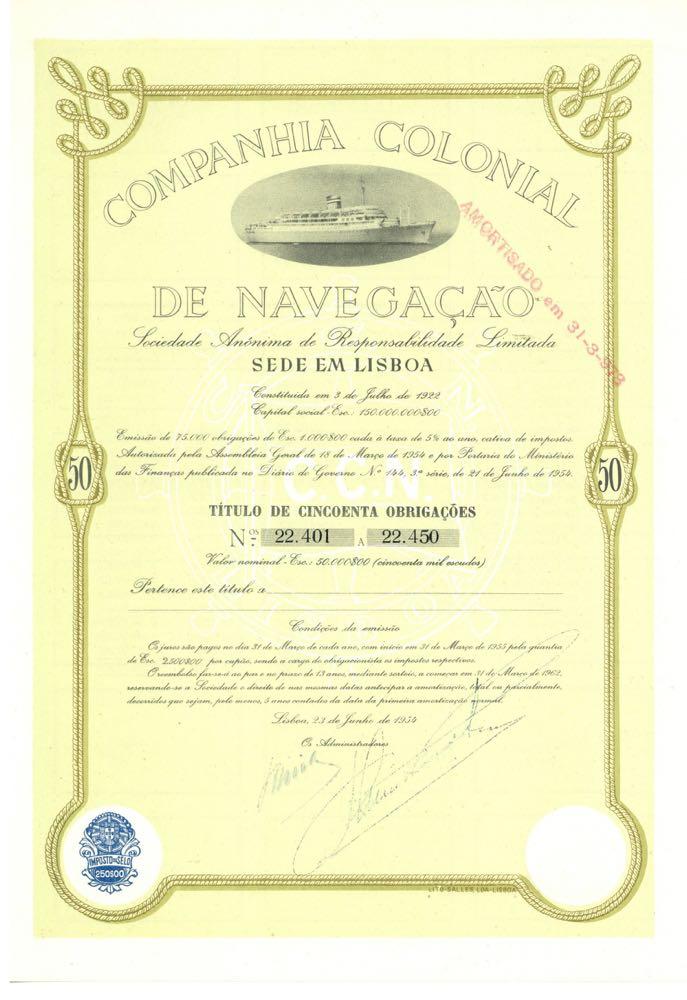 COMPANHIA COLONIAL
DE NAVEGAÇÃO
AMORTISADO em 31-3-973
Sociedade Anónima de Responsabilidade Limitada
SEDE EM LISBOA
Constituida em 3 de Julho de 1922
Capital social-Esc.: 150.000.000$00
Emissão de 75.000 obrigações de Esc. 1.000$00 cada à taxa de 5% ao ano, cativa de impostos.
Autorizada pela Assembleia Geral de 18 de Março de 1954 e por Portaria do Ministério
das Finanças publicada no Diário do Governo N.º 144, 3.ª série, de 21 de Junho de 1954.
50
50
C.C.N.
TÍTULO DE CINCOENTA OBRIGAÇÕES
N.OS 22.401 A 22.450
Valor nominal-Esc.: 50.000$00 (cincoenta mil escudos)
Pertence este título a
Condições da emissão
Os juros são pagos no dia 31 de Março de cada ano, com início em 31 de Março de 1955 pela quantia
de Esc. 2.500$00 por cupão, sendo a cargo do obrigacionista os impostos respectivos.
O reembolso far-se-á ao par e no prazo de 13 anos, mediante sorteio, a começar em 31 de Março de 1962,
reservando-se a Sociedade o direito de nas mesmas datas antecipar a amortização, total ou parcialmente,
decorridos que sejam, pelo menos, 5 anos contados da data da primeira amortização normal.
Lisboa, 23 de Junho de 1954
Os Administradores
IMPOSTO DO SELO
250$00
LITO-SALLES, LDA-LISBOA